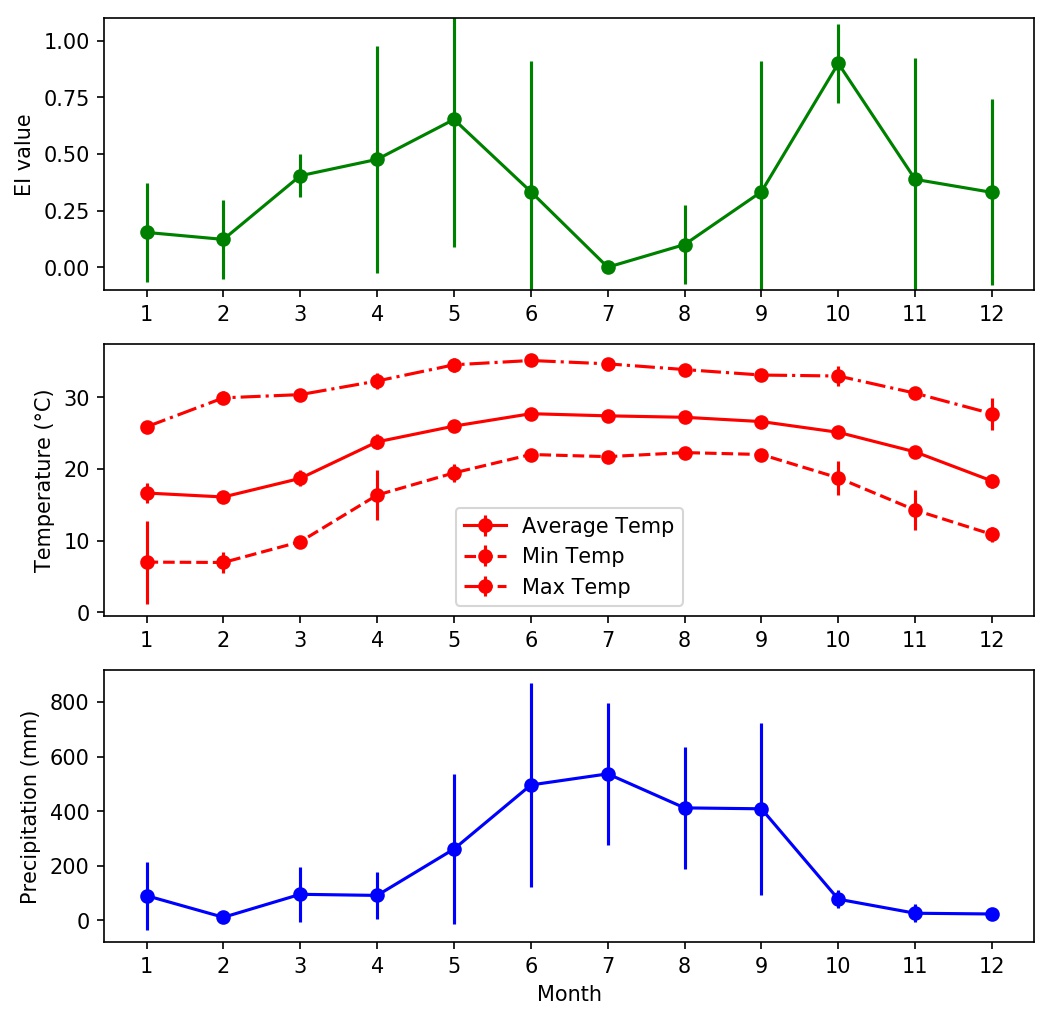 EI value
1.00
0.75
0.50
0.25
0.00
1 2 3 4 5 6 7 8 9 10 11 12
Temperature (°C)
30
20
10
0
Average Temp
Min Temp
Max Temp
1 2 3 4 5 6 7 8 9 10 11 12
Precipitation (mm)
800
600
400
200
0
1 2 3 4 5 6 7 8 9 10 11 12
Month